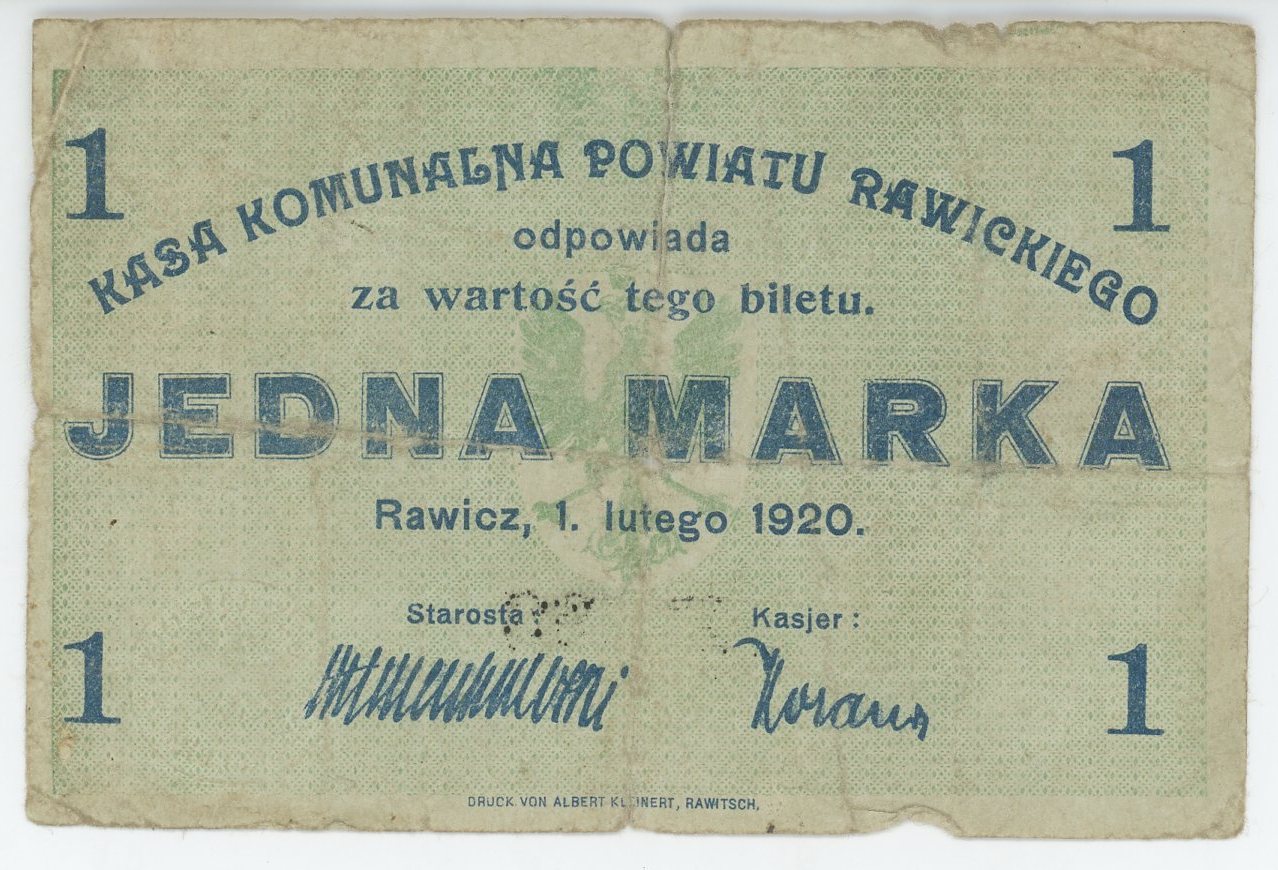 1 1
KASA KOMUNALNA POWIATU RAWICKIEGO
odpowiada
za wartość tego biletu.
JEDNA MARKA
Rawicz, 1. lutego 1920.
Starosta: Kasjer:
1 1
DRUCK VON ALBERT KLEINERT, RAWITSCH,